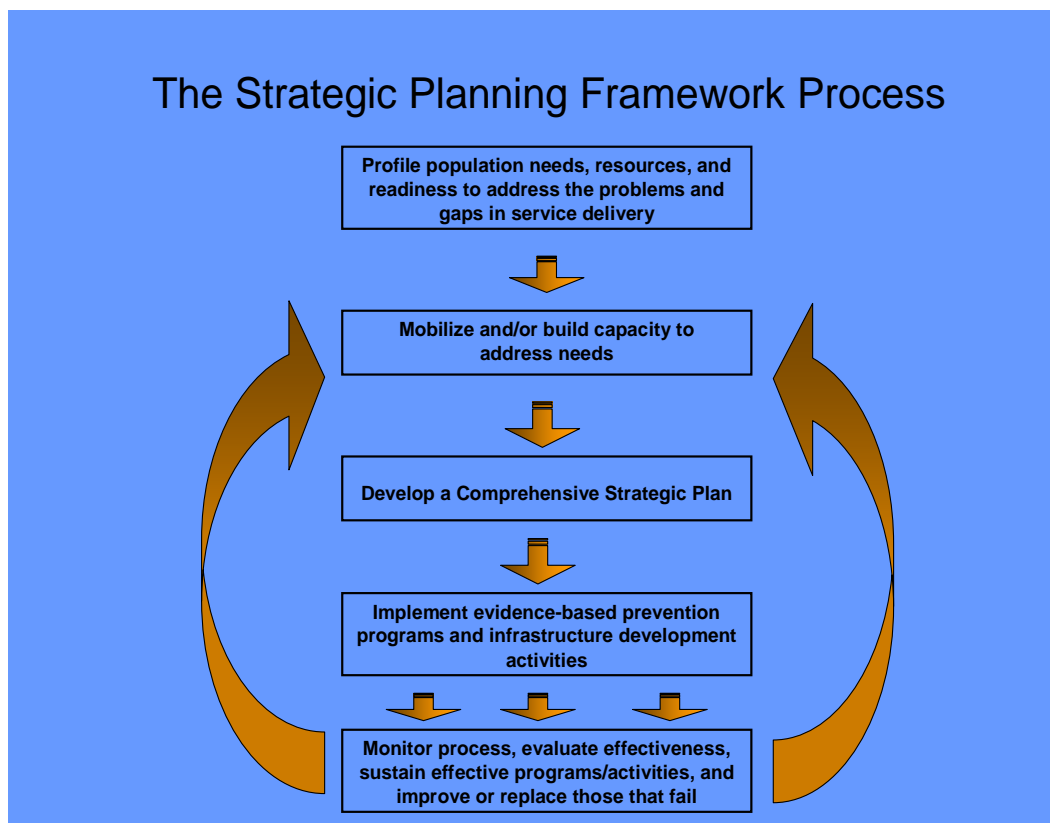 The Strategic Planning Framework Process
Profile population needs, resources, and
readiness to address the problems and
gaps in service delivery
Mobilize and/or build capacity to
address needs
Develop a Comprehensive Strategic Plan
Implement evidence-based prevention
programs and infrastructure development
activities
Monitor process, evaluate effectiveness,
sustain effective programs/activities, and
improve or replace those that fail